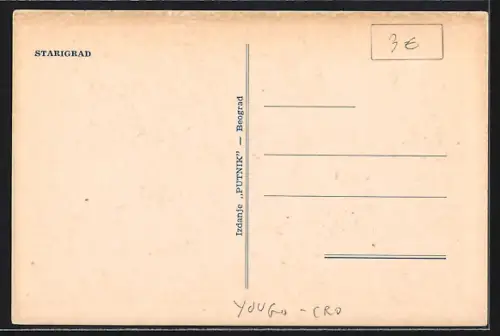 STARIGRAD
3 €
Izdanje „PUTNIK” — Beograd
YOUGO - CRO